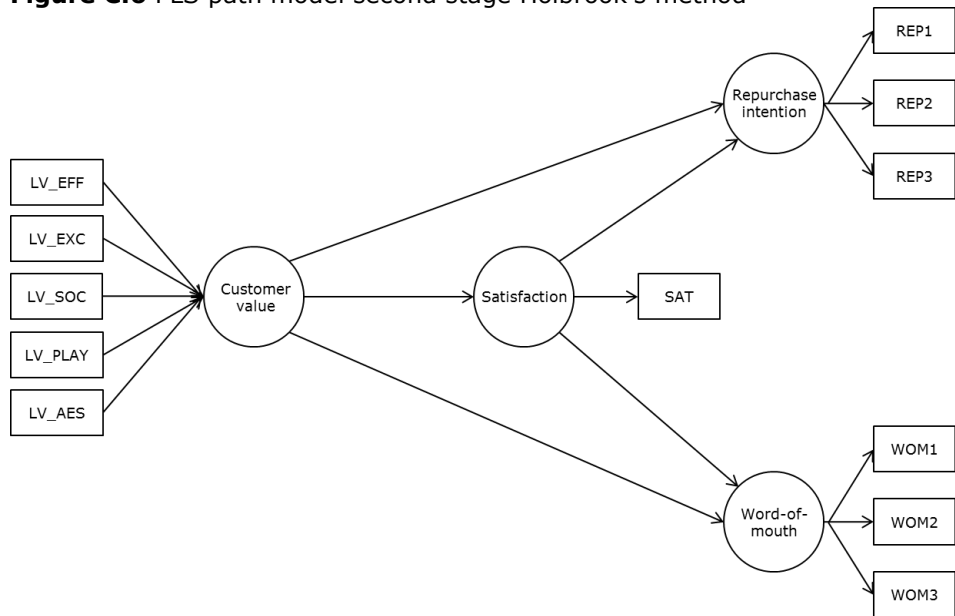 Figure C.6 PLS path model second stage Holbrook's method
REP1
Repurchase
intention
REP2
REP3
LV_EFF
LV_EXC
LV_SOC
LV_PLAY
LV_AES
Customer
value
Satisfaction
SAT
WOM1
Word-of-
mouth
WOM2
WOM3